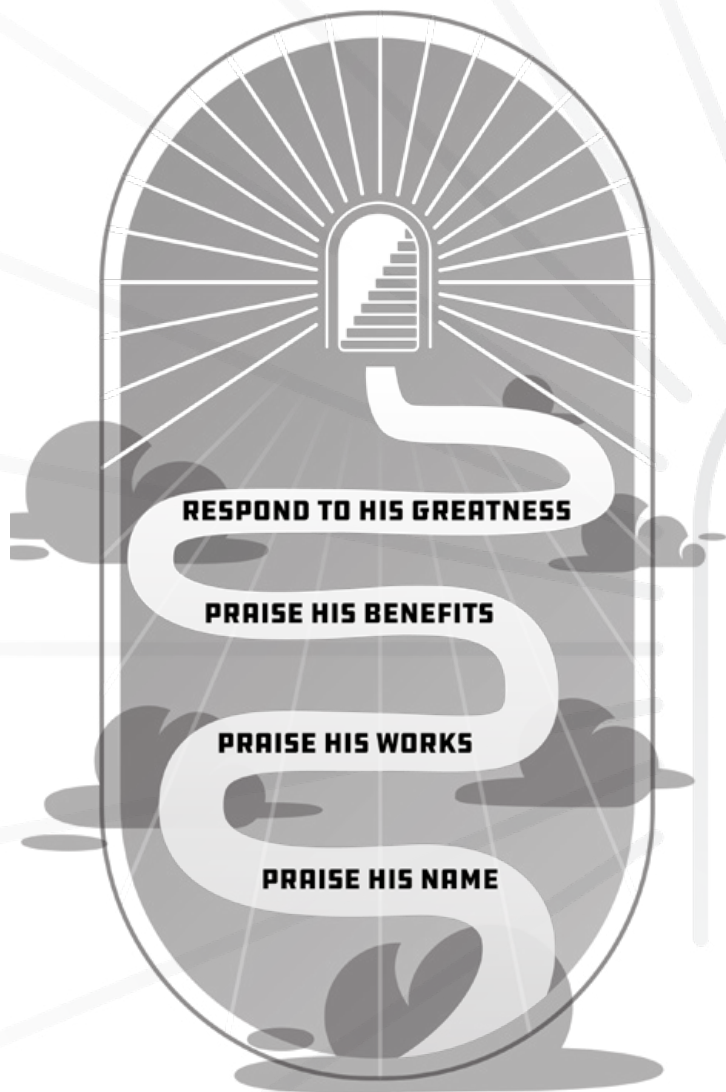 RESPOND TO HIS GREATNESS
PRAISE HIS BENEFITS
PRAISE HIS WORKS
PRAISE HIS NAME